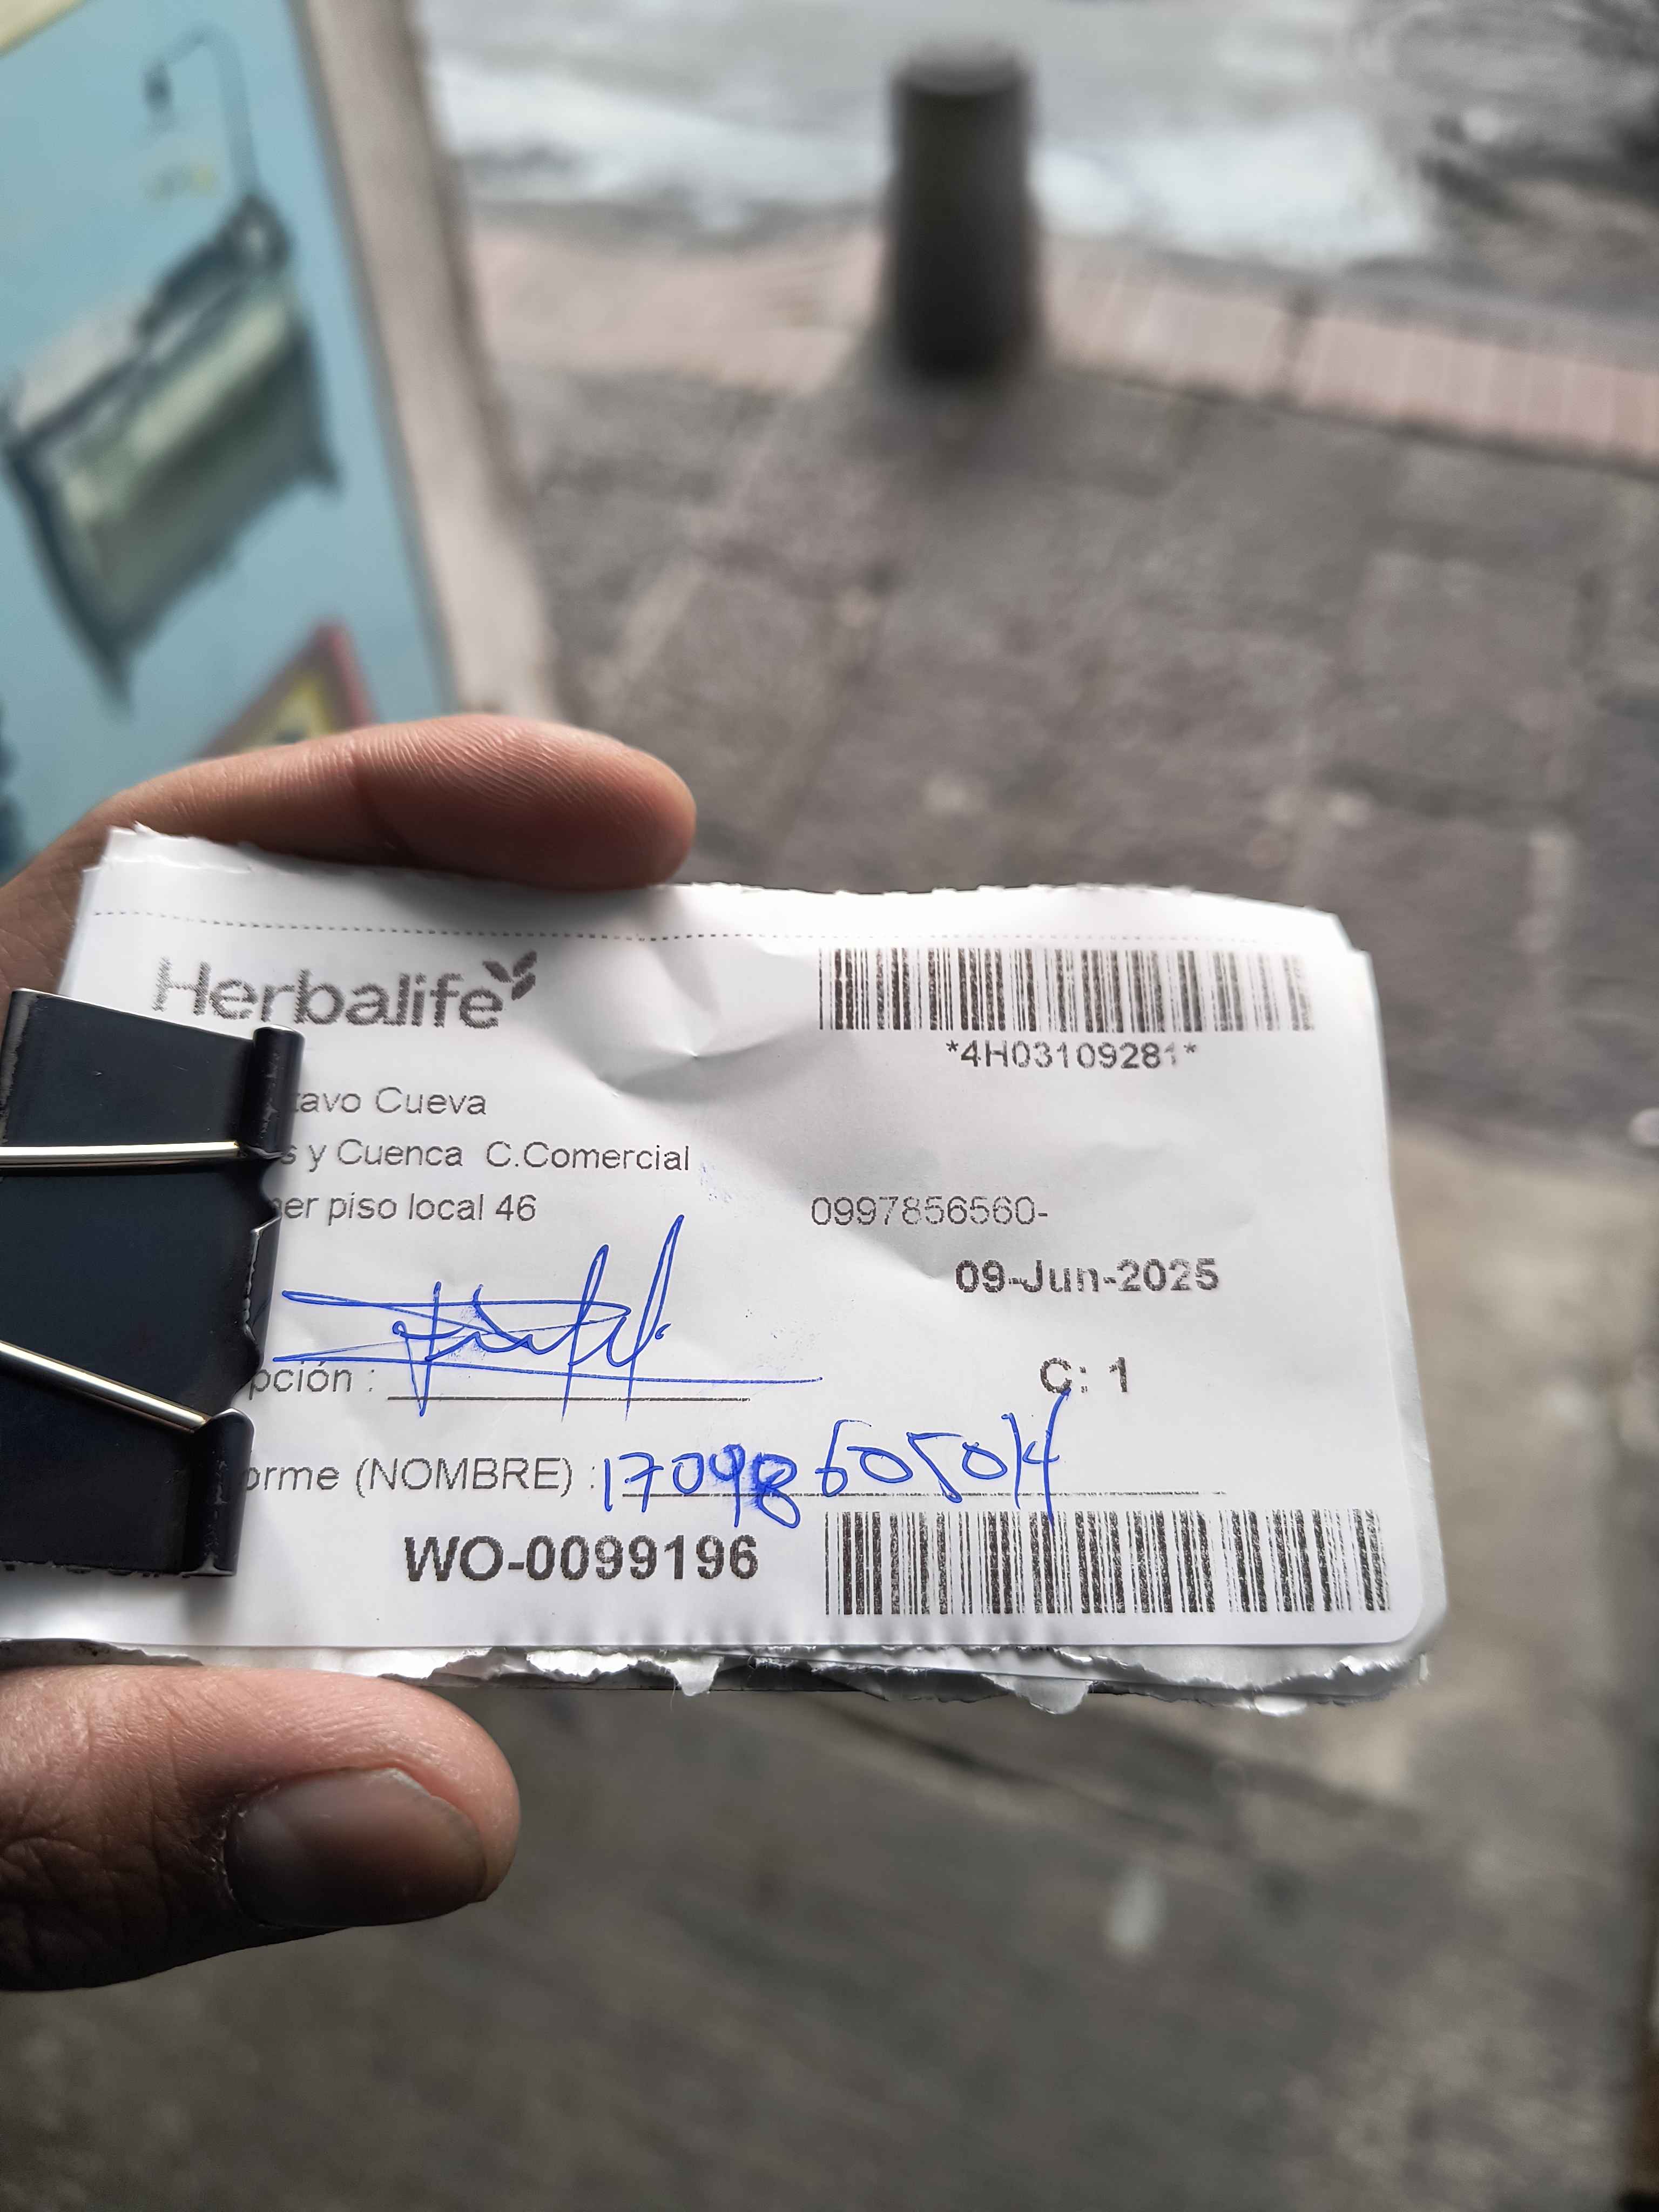 Herbalife
*4H03109281*
tavo Cueva
s y Cuenca C.Comercial
er piso local 46
0997856560-
09-Jun-2025
pción :
C: 1
orme (NOMBRE) : 1709860504
WO-0099196